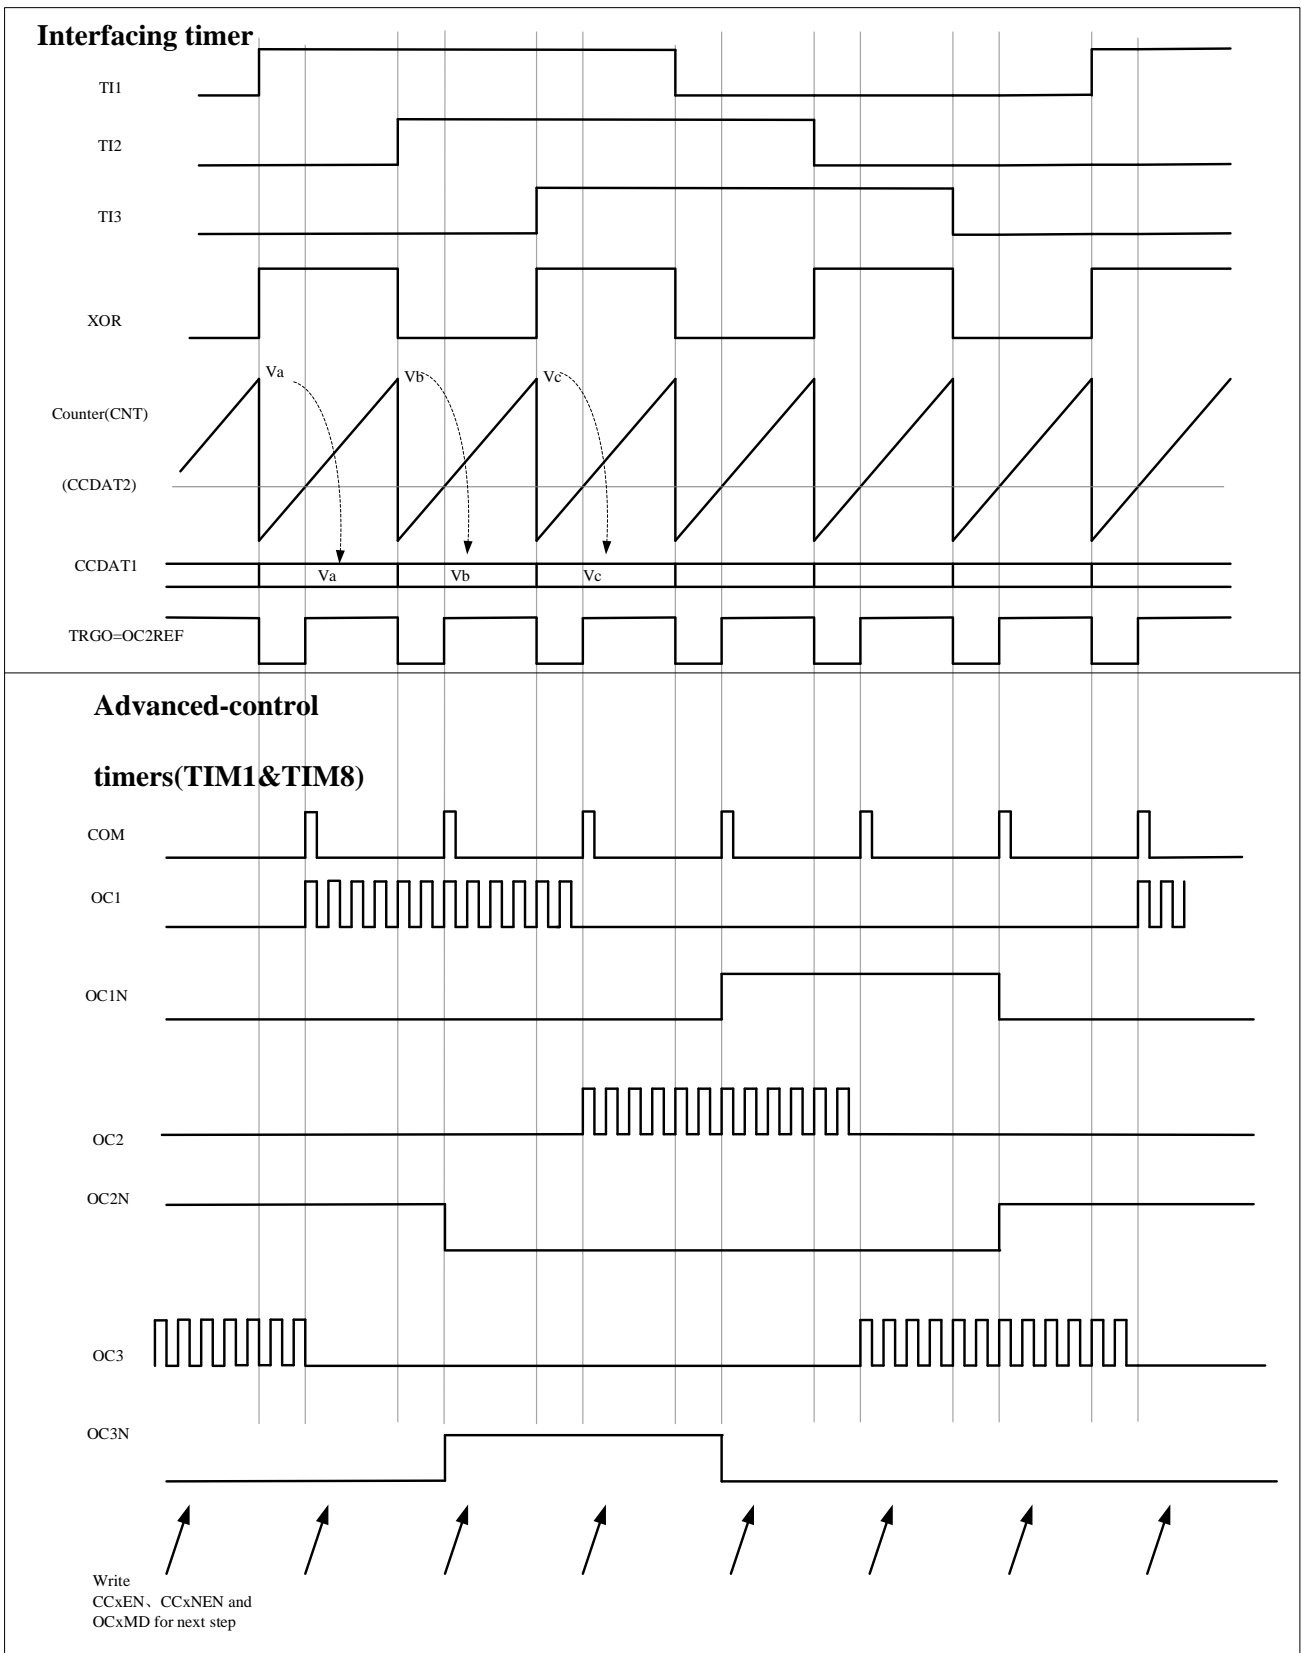 Interfacing timer
TI1
TI2
TI3
XOR
Va
Vb
Vc
Counter(CNT)
(CCDAT2)
CCDAT1
Va
Vb
Vc
TRGO=OC2REF
Advanced-control
timers(TIM1&TIM8)
COM
OC1
OC1N
OC2
OC2N
OC3
OC3N
Write
CCxEN、CCxNEN and
OCxMD for next step